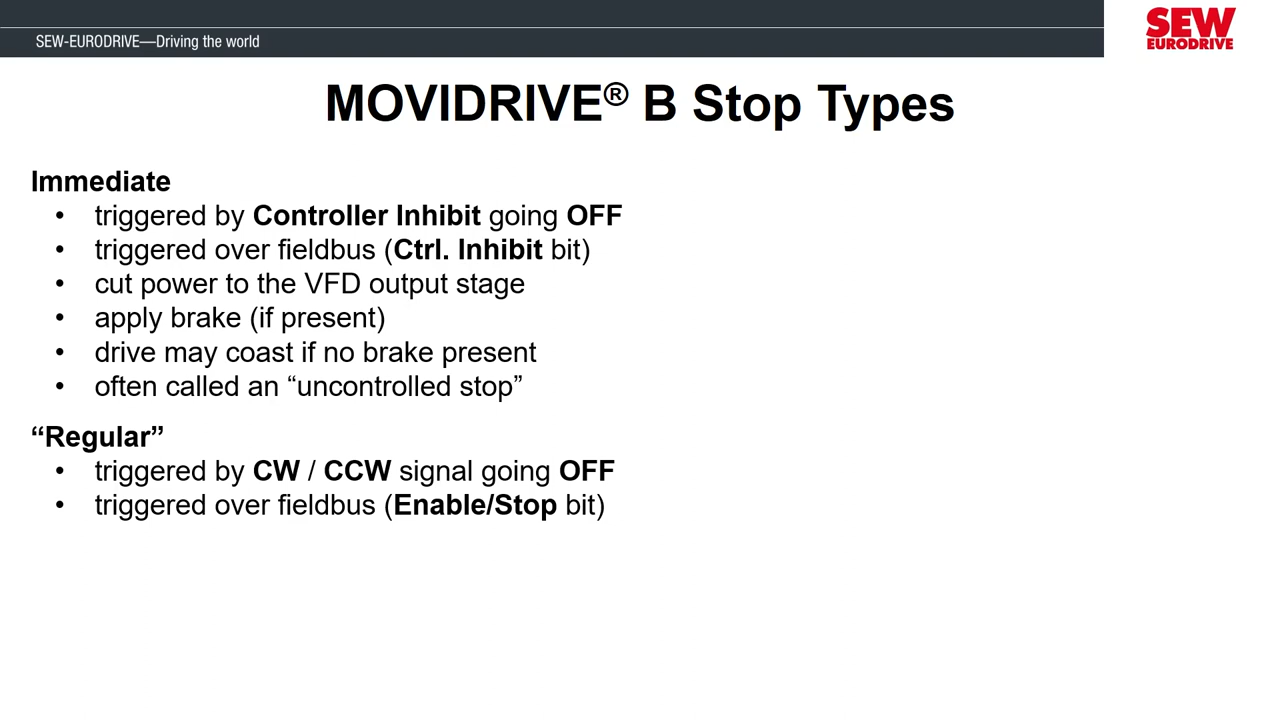 SEW-EURODRIVE—Driving the world
SEW
EURODRIVE
MOVIDRIVE® B Stop Types
Immediate
• triggered by Controller Inhibit going OFF
• triggered over fieldbus (Ctrl. Inhibit bit)
• cut power to the VFD output stage
• apply brake (if present)
• drive may coast if no brake present
• often called an “uncontrolled stop”
“Regular”
• triggered by CW / CCW signal going OFF
• triggered over fieldbus (Enable/Stop bit)